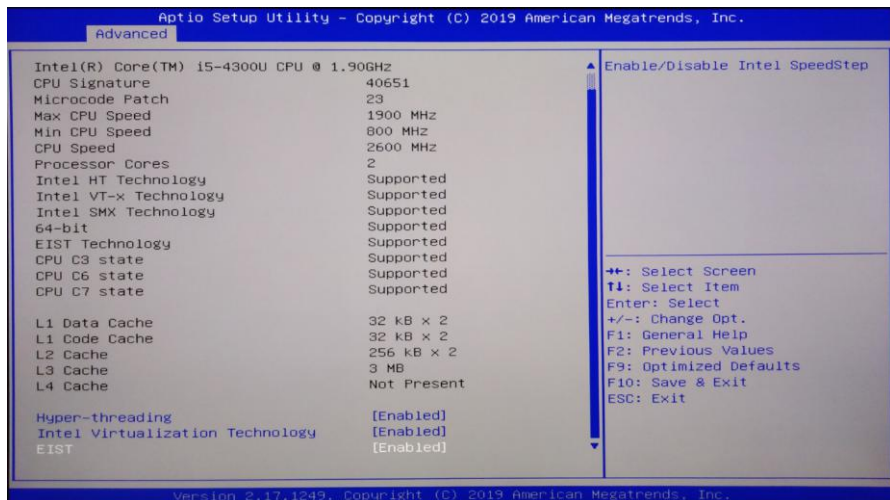 Aptio Setup Utility – Copyright (C) 2019 American Megatrends, Inc.
Advanced
Intel(R) Core(TM) i5-4300U CPU @ 1.90GHz
CPU Signature 40651
Microcode Patch 23
Max CPU Speed 1900 MHz
Min CPU Speed 800 MHz
CPU Speed 2600 MHz
Processor Cores 2
Intel HT Technology Supported
Intel VT-x Technology Supported
Intel SMX Technology Supported
64-bit Supported
EIST Technology Supported
CPU C3 state Supported
CPU C6 state Supported
CPU C7 state Supported
L1 Data Cache 32 kB x 2
L1 Code Cache 32 kB x 2
L2 Cache 256 kB x 2
L3 Cache 3 MB
L4 Cache Not Present
Hyper-threading [Enabled]
Intel Virtualization Technology [Enabled]
EIST [Enabled]
Enable/Disable Intel SpeedStep
→←: Select Screen
↑↓: Select Item
Enter: Select
+/-: Change Opt.
F1: General Help
F2: Previous Values
F9: Optimized Defaults
F10: Save & Exit
ESC: Exit
Version 2.17.1249. Copyright (C) 2019 American Megatrends, Inc.